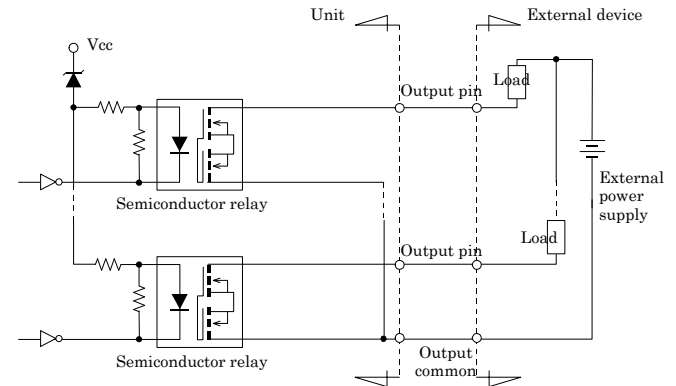 Unit
External device
Vcc
Output pin
Load
Semiconductor relay
External
power
supply
Load
Output pin
Semiconductor relay
Output
common